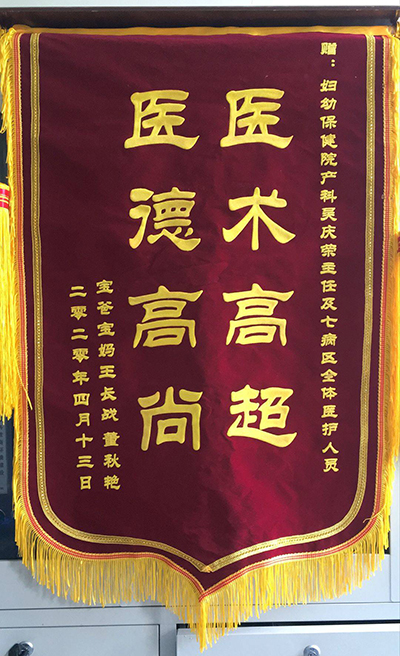 赠：妇幼保健院产科吴庆荣主任及七病区全体医护人员
医术高超
医德高尚
宝爸宝妈王长战 董秋艳
二零二零年四月十三日